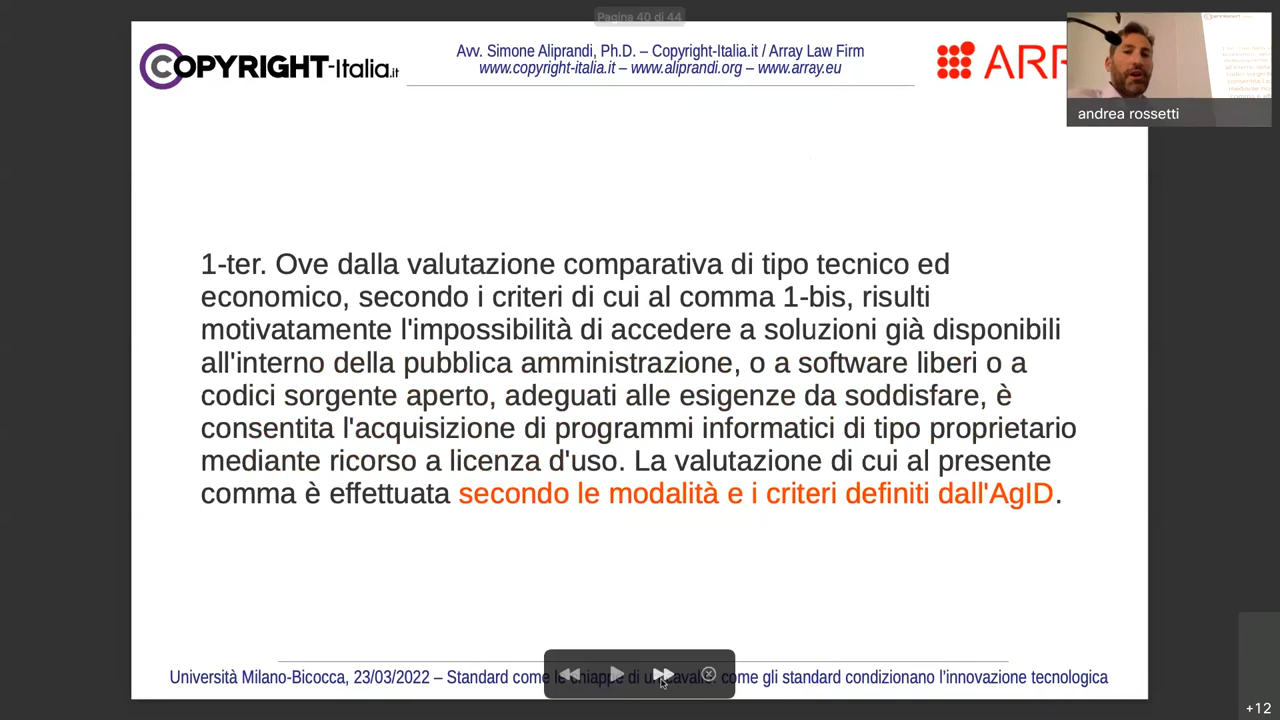 Pagina 40 di 44
COPYRIGHT-Italia.it
Avv. Simone Aliprandi, Ph.D. – Copyright-Italia.it / Array Law Firm
www.copyright-italia.it – www.aliprandi.org – www.array.eu
andrea rossetti
1-ter. Ove dalla valutazione comparativa di tipo tecnico ed
economico, secondo i criteri di cui al comma 1-bis, risulti
motivatamente l'impossibilità di accedere a soluzioni già disponibili
all'interno della pubblica amministrazione, o a software liberi o a
codici sorgente aperto, adeguati alle esigenze da soddisfare, è
consentita l'acquisizione di programmi informatici di tipo proprietario
mediante ricorso a licenza d'uso. La valutazione di cui al presente
comma è effettuata secondo le modalità e i criteri definiti dall'AgID.
Università Milano-Bicocca, 23/03/2022 – Standard come le chiappe di un cavallo: come gli standard condizionano l'innovazione tecnologica
+12